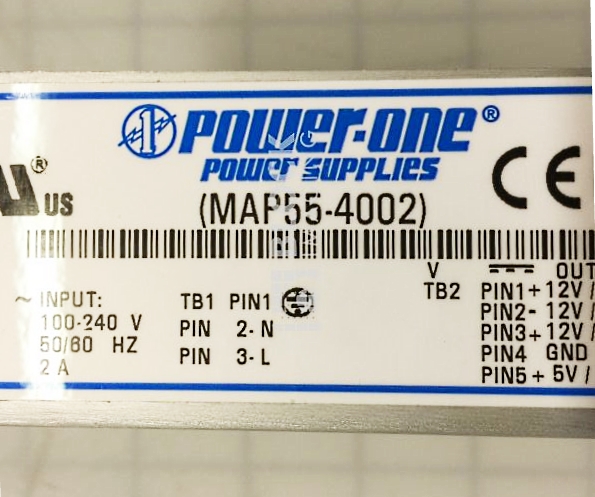 POWER-ONE®
POWER SUPPLIES
® US
(MAP55-4002)
CE
~ INPUT:
100-240 V
50/60 HZ
2 A
TB1 PIN1
PIN 2-N
PIN 3-L
V OUT
TB2 PIN1+12V/
PIN2- 12V/
PIN3+12V/
PIN4 GND
PIN5+ 5V/